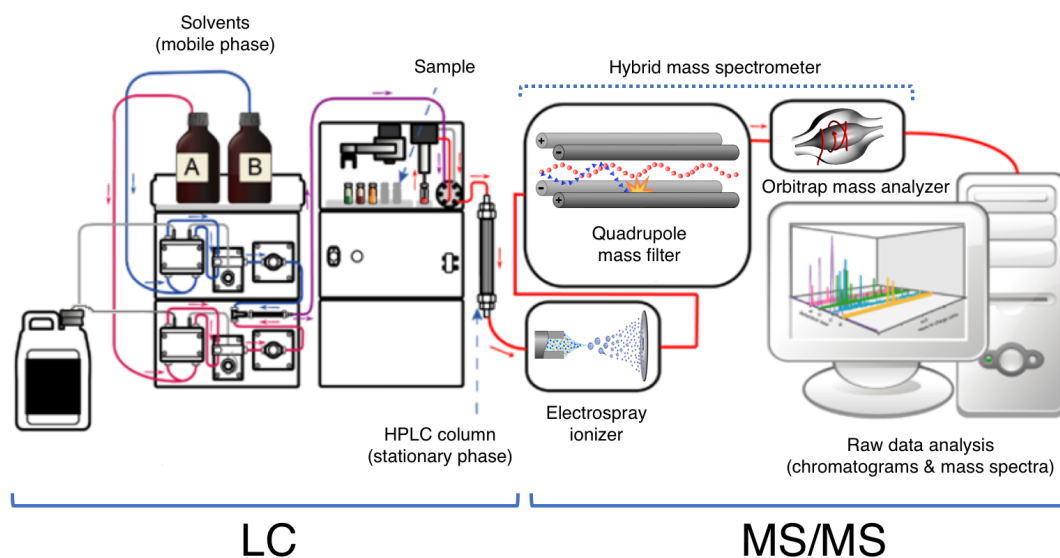 Solvents
(mobile phase)
Sample
Hybrid mass spectrometer
A
B
+
-
-
+
Quadrupole
mass filter
Orbitrap mass analyzer
Electrospray
ionizer
HPLC column
(stationary phase)
Raw data analysis
(chromatograms & mass spectra)
LC
MS/MS